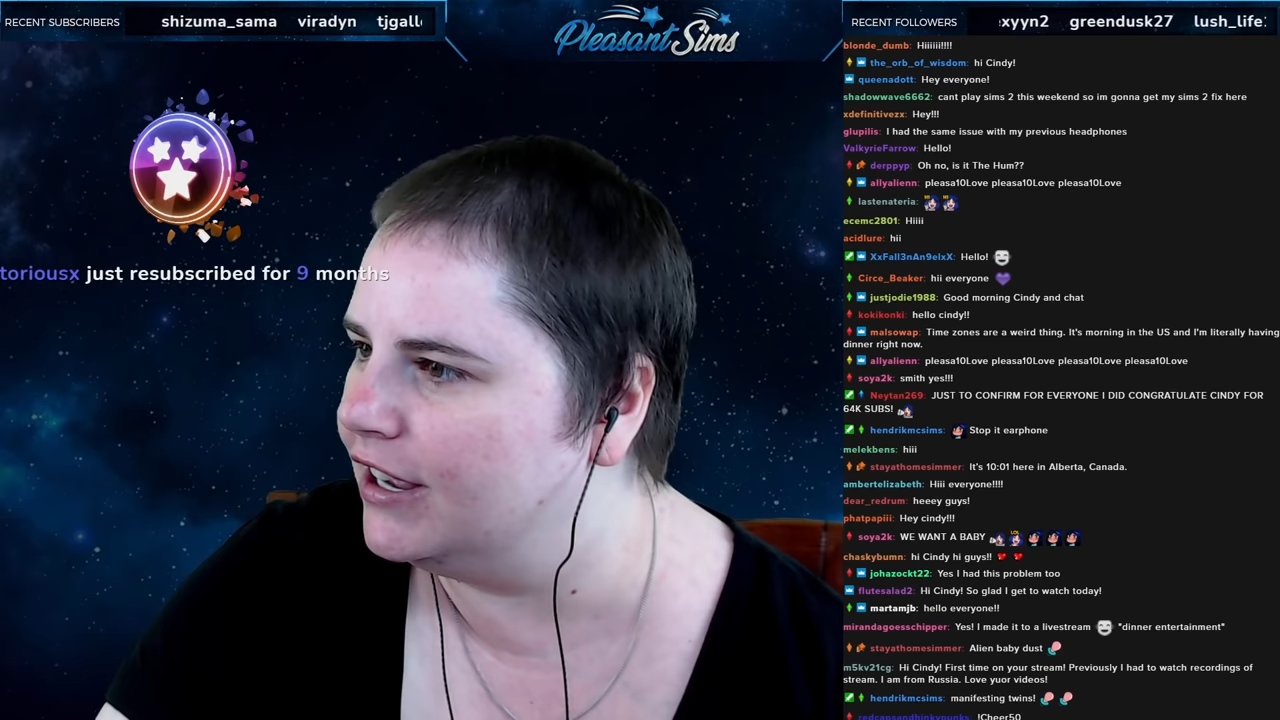 RECENT SUBSCRIBERS shizuma_sama viradyn tjgall
PleasantSims
RECENT FOLLOWERS xyyn2 greendusk27 lush_life
toriousx just resubscribed for 9 months
blonde_dumb: Hiiiiii!!!!
the_orb_of_wisdom: hi Cindy!
queenadott: Hey everyone!
shadowwave6662: cant play sims 2 this weekend so im gonna get my sims 2 fix here
xdefinitivezx: Hey!!!
glupilis: I had the same issue with my previous headphones
ValkyrieFarrow: Hello!
derppyp: Oh no, is it The Hum??
allyalienn: pleasa10Love pleasa10Love pleasa10Love
lastenateria: HI HI
ecemc2801: Hiiii
acidlure: hii
XxFall3nAn9elxX: Hello!
Circe_Beaker: hii everyone
justjodie1988: Good morning Cindy and chat
kokikonki: hello cindy!!
malsowap: Time zones are a weird thing. It's morning in the US and I'm literally having
dinner right now.
allyalienn: pleasa10Love pleasa10Love pleasa10Love pleasa10Love
soya2k: smith yes!!!
Neytan269: JUST TO CONFIRM FOR EVERYONE I DID CONGRATULATE CINDY FOR
64K SUBS!
hendrikmcsims: Stop it earphone
melekbens: hiii
stayathomesimmer: It's 10:01 here in Alberta, Canada.
ambertelizabeth: Hiii everyone!!!!
dear_redrum: heeey guys!
phatpapiii: Hey cindy!!!
soya2k: WE WANT A BABY LOL
chaskybumn: hi Cindy hi guys!!
johazockt22: Yes I had this problem too
flutesalad2: Hi Cindy! So glad I get to watch today!
martamjb: hello everyone!!
mirandagoesschipper: Yes! I made it to a livestream *dinner entertainment*
stayathomesimmer: Alien baby dust
m5kv21cg: Hi Cindy! First time on your stream! Previously I had to watch recordings of
stream. I am from Russia. Love yuor videos!
hendrikmcsims: manifesting twins!
!Cheer50